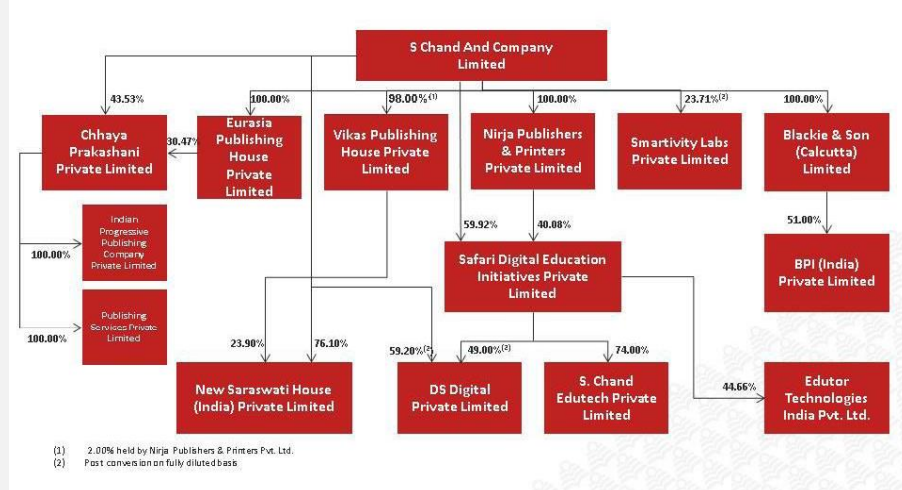 S Chand And Company
Limited
43.53%
100.00%
98.00%(1)
100.00%
23.71%(2)
100.00%
Chhaya
Prakashani
Private Limited
30.47%
Eurasia
Publishing
House
Private
Limited
Vikas Publishing
House Private
Limited
Nirja Publishers
& Printers
Private Limited
Smartivity Labs
Private Limited
Blackie & Son
(Calcutta)
Limited
Indian
Progressive
Publishing
Company
Private Limited
100.00%
59.92%
40.08%
51.00%
Safari Digital Education
Initiatives Private
Limited
BPI (India)
Private Limited
Publishing
Services Private
Limited
100.00%
23.90%
76.10%
59.20%(2)
49.00%(2)
74.00%
44.66%
New Saraswati House
(India) Private Limited
DS Digital
Private Limited
S. Chand
Edutech Private
Limited
Edutor
Technologies
India Pvt. Ltd.
(1) 2.00% held by Nirja Publishers & Printers Pvt. Ltd.
(2) Post conversion on fully diluted basis